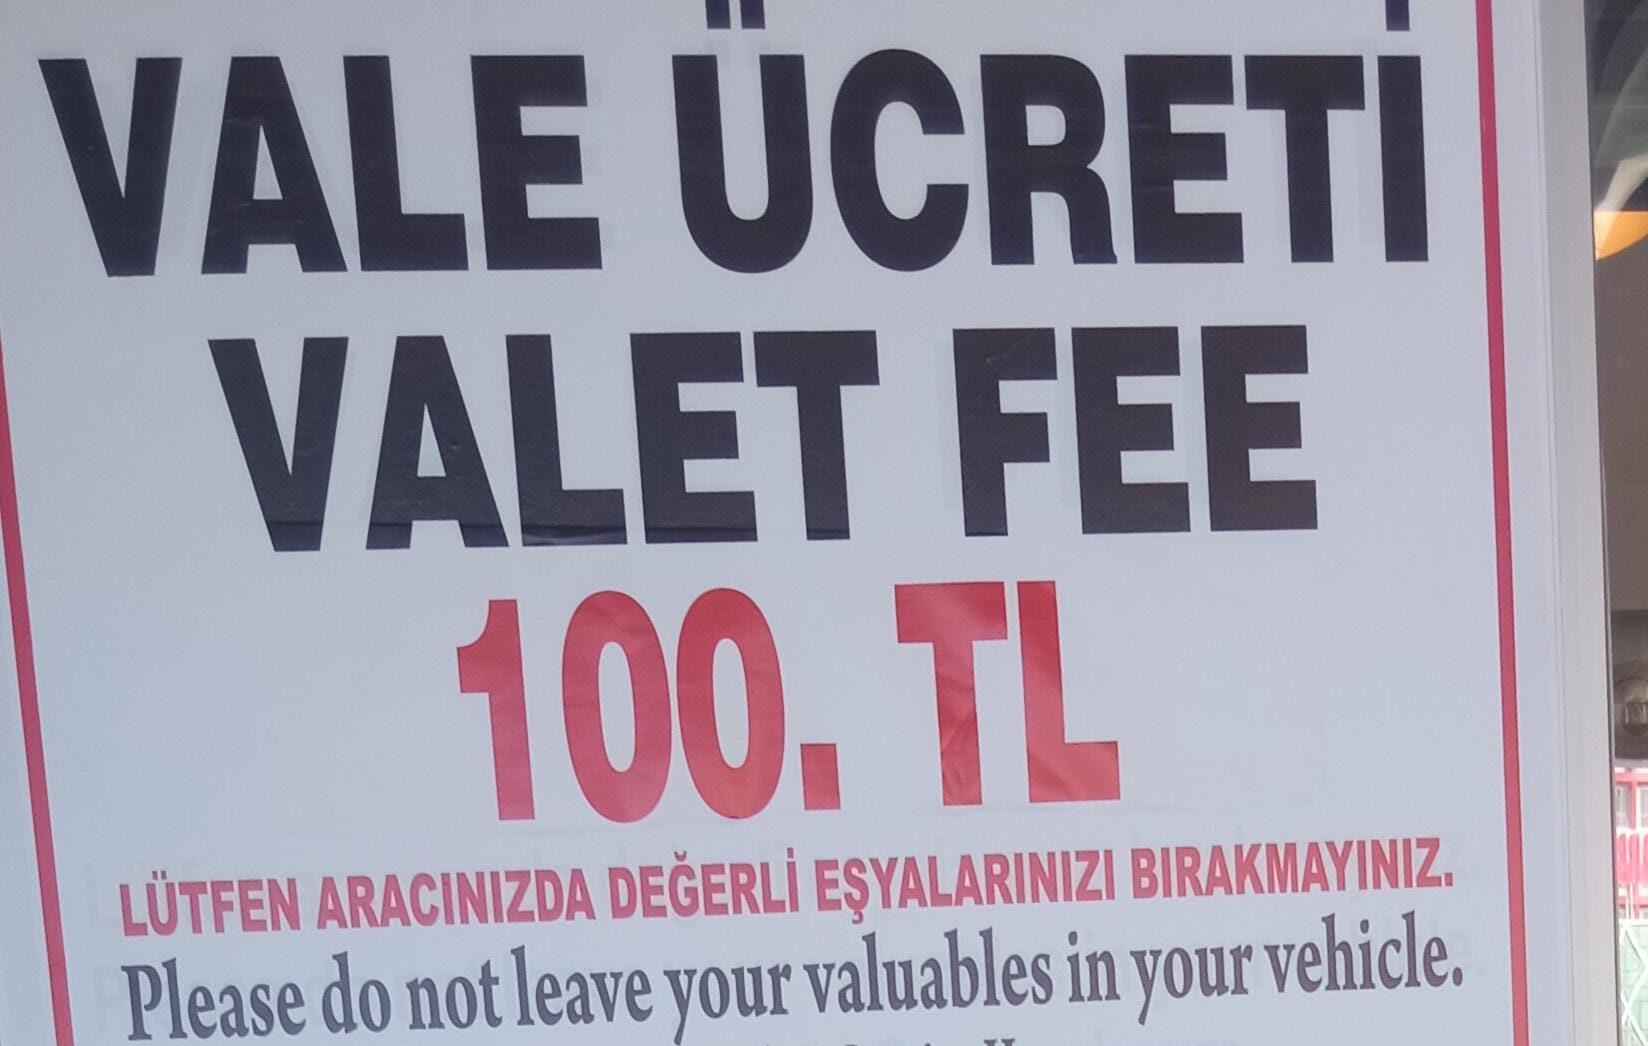 VALE ÜCRETİ
VALET FEE
100. TL
LÜTFEN ARACINIZDA DEĞERLİ EŞYALARINIZI BIRAKMAYINIZ.
Please do not leave your valuables in your vehicle.